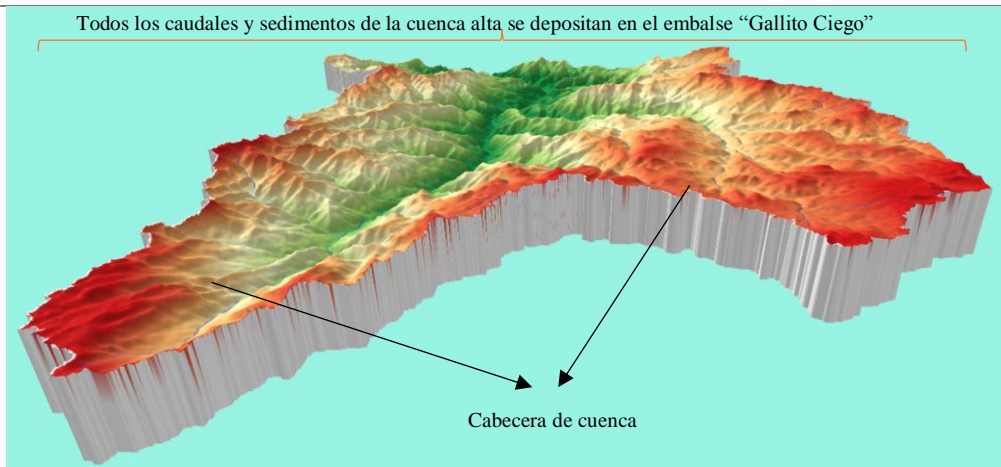 Todos los caudales y sedimentos de la cuenca alta se depositan en el embalse “Gallito Ciego”
Cabecera de cuenca